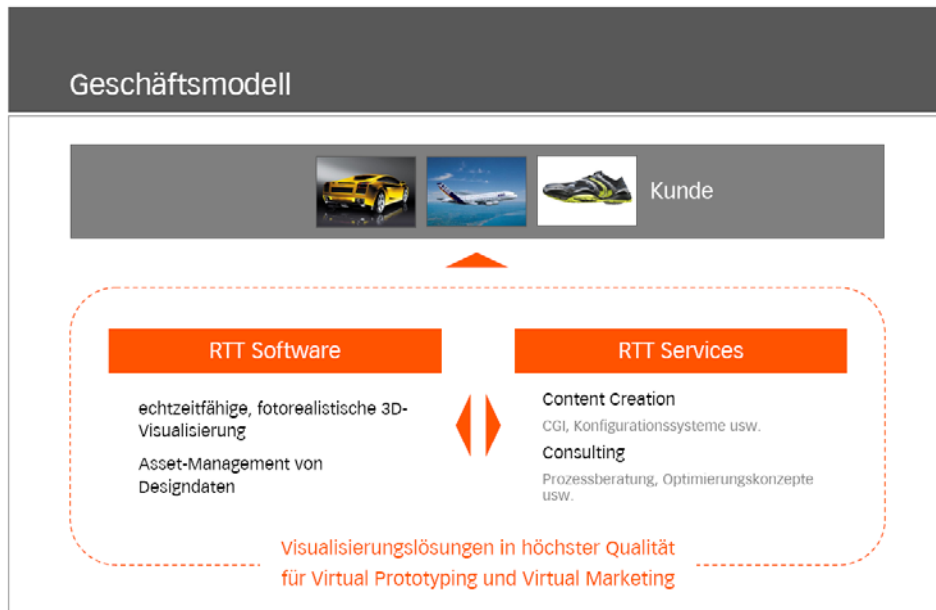 Geschäftsmodell
Kunde
RTT Software
echtzeitfähige, fotorealistische 3D-
Visualisierung
Asset-Management von
Designdaten
RTT Services
Content Creation
CGI, Konfigurationssysteme usw.
Consulting
Prozessberatung, Optimierungskonzepte
usw.
Visualisierungslösungen in höchster Qualität
für Virtual Prototyping und Virtual Marketing